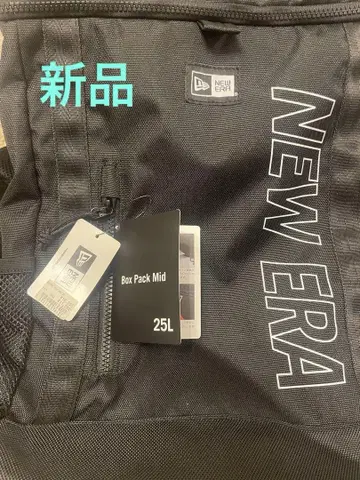 新品
NEW ERA
NEW ERA
Box Pack Mid
25L